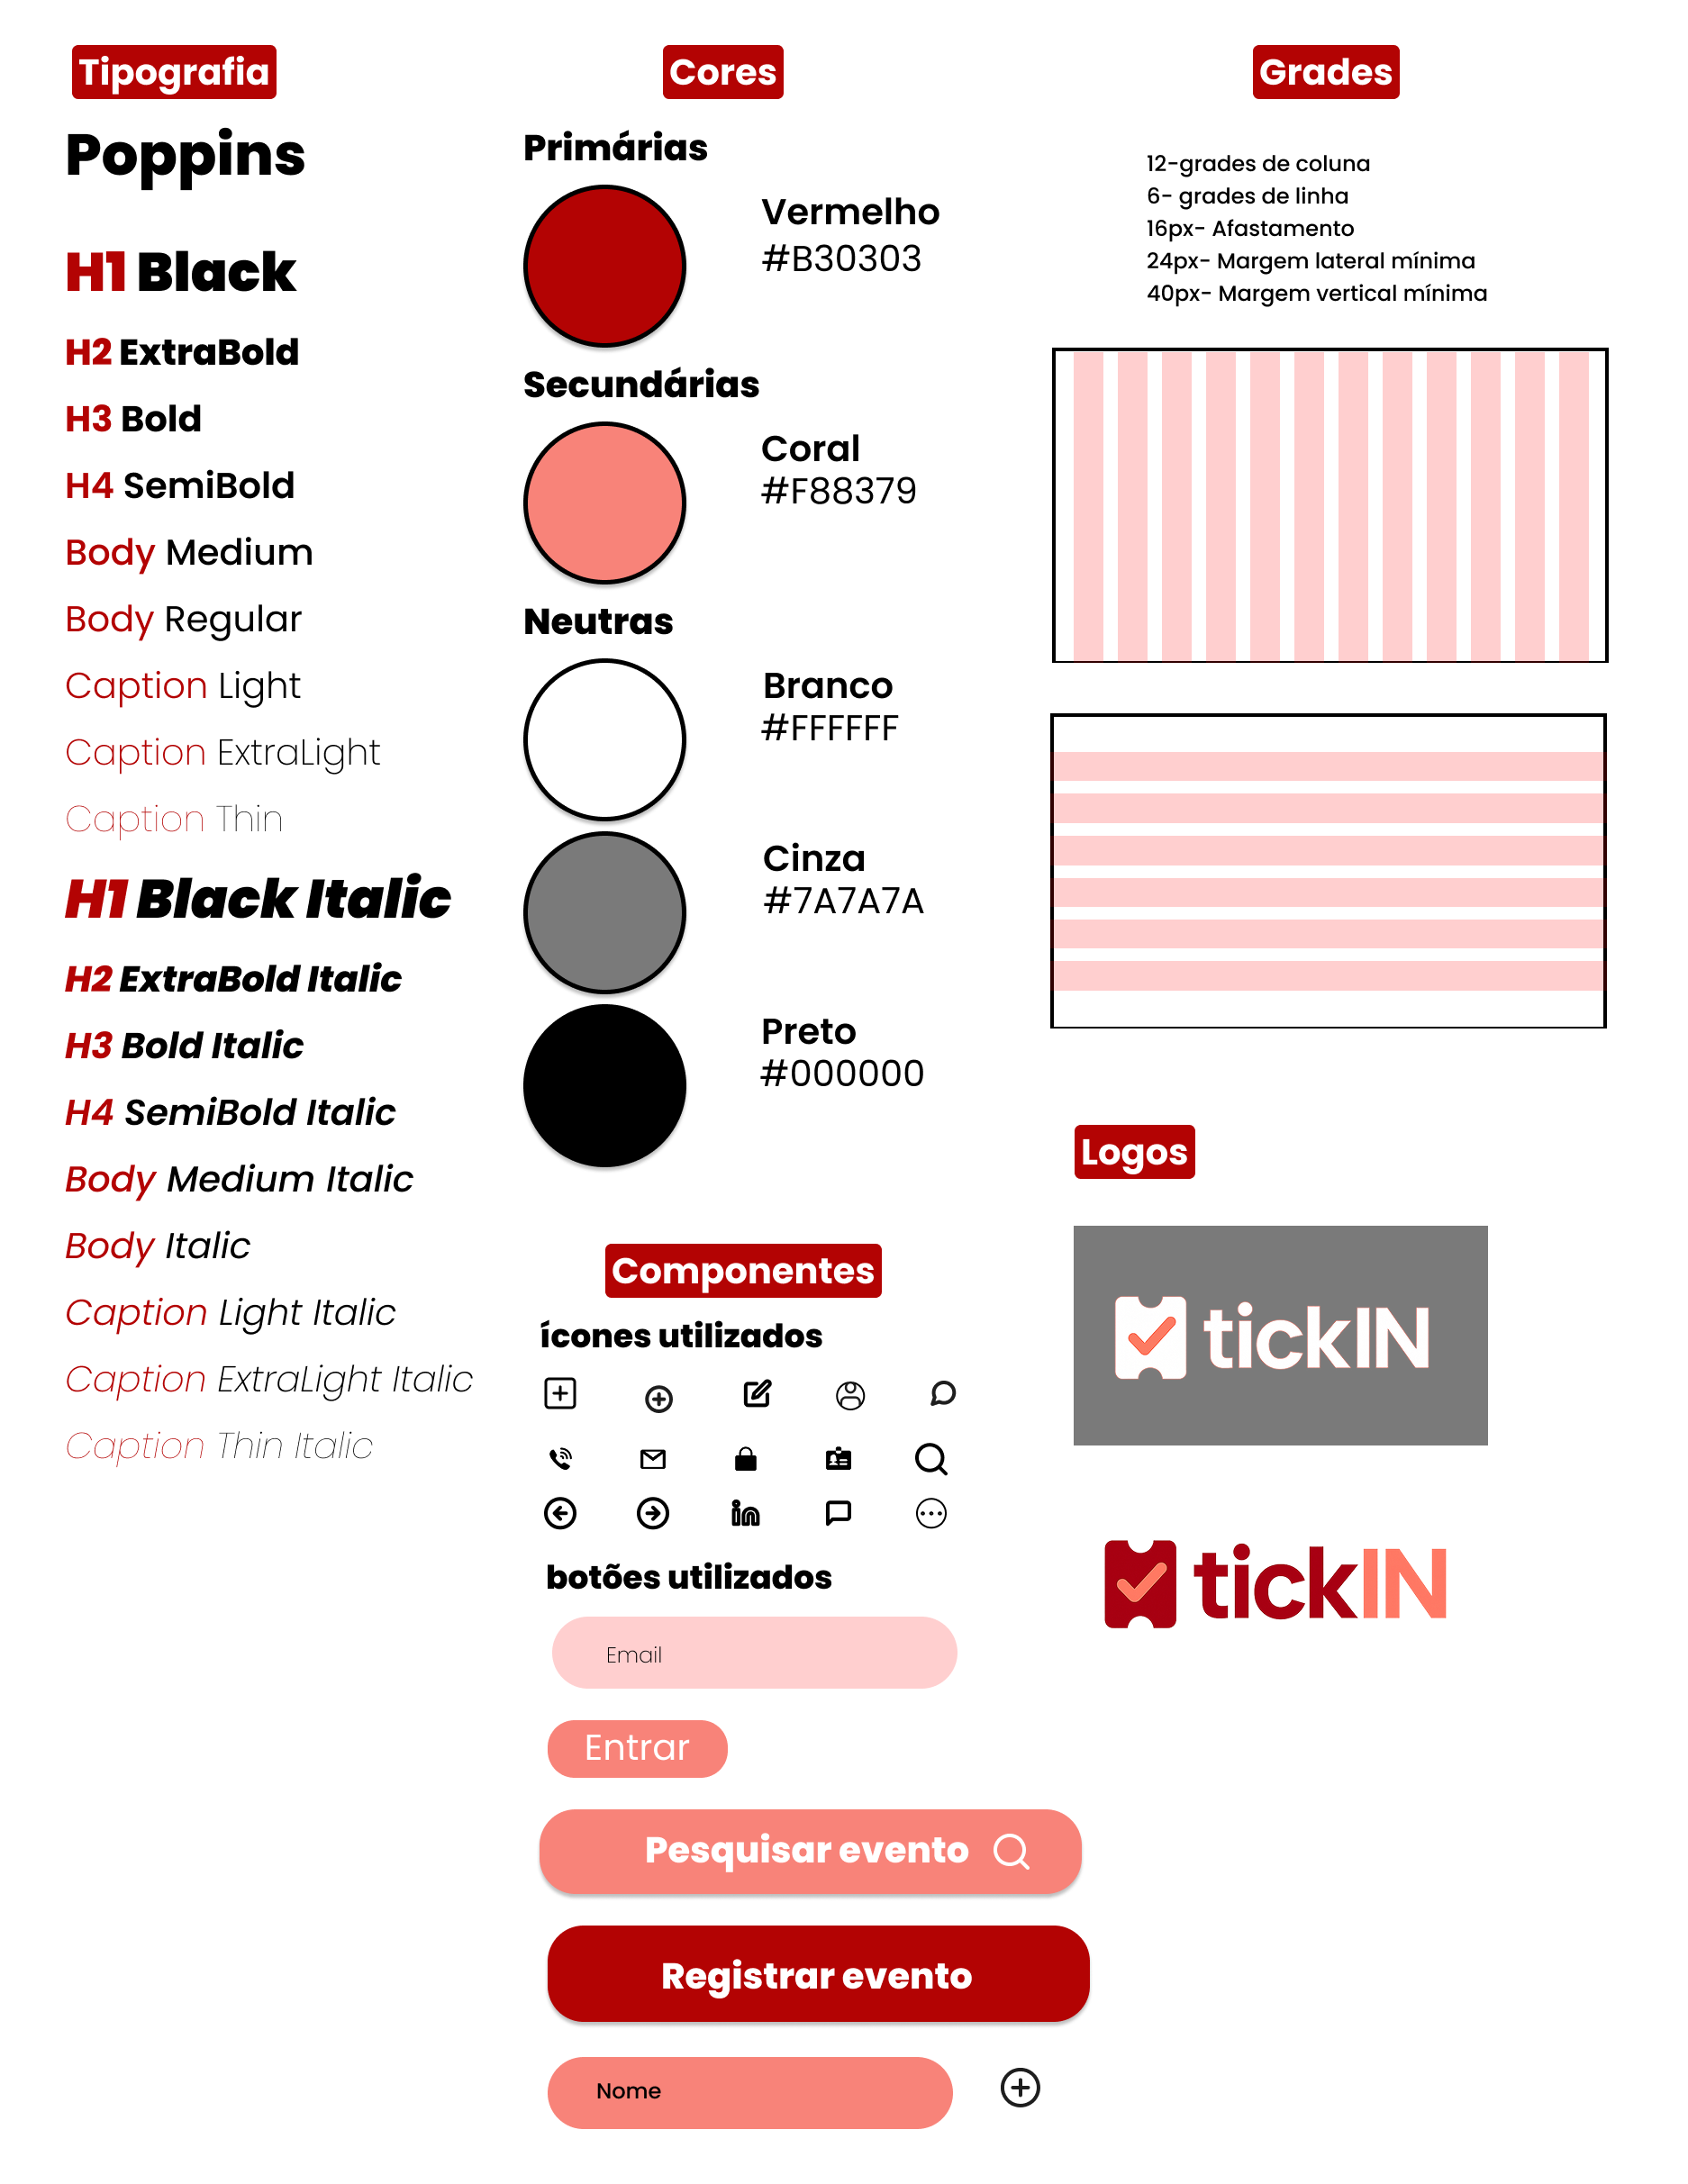 Tipografia
Poppins
H1 Black
H2 ExtraBold
H3 Bold
H4 SemiBold
Body Medium
Body Regular
Caption Light
Caption ExtraLight
Caption Thin
H1 Black Italic
H2 ExtraBold Italic
H3 Bold Italic
H4 SemiBold Italic
Body Medium Italic
Body Italic
Caption Light Italic
Caption ExtraLight Italic
Caption Thin Italic
Cores
Primárias
Vermelho
#B30303
Secundárias
Coral
#F88379
Neutras
Branco
#FFFFFF
Cinza
#7A7A7A
Preto
#000000
Componentes
ícones utilizados
in
botões utilizados
Email
Entrar
Pesquisar evento
Registrar evento
Nome
Grades
12-grades de coluna
6- grades de linha
16px- Afastamento
24px- Margem lateral mínima
40px- Margem vertical mínima
Logos
tickIN
tickIN